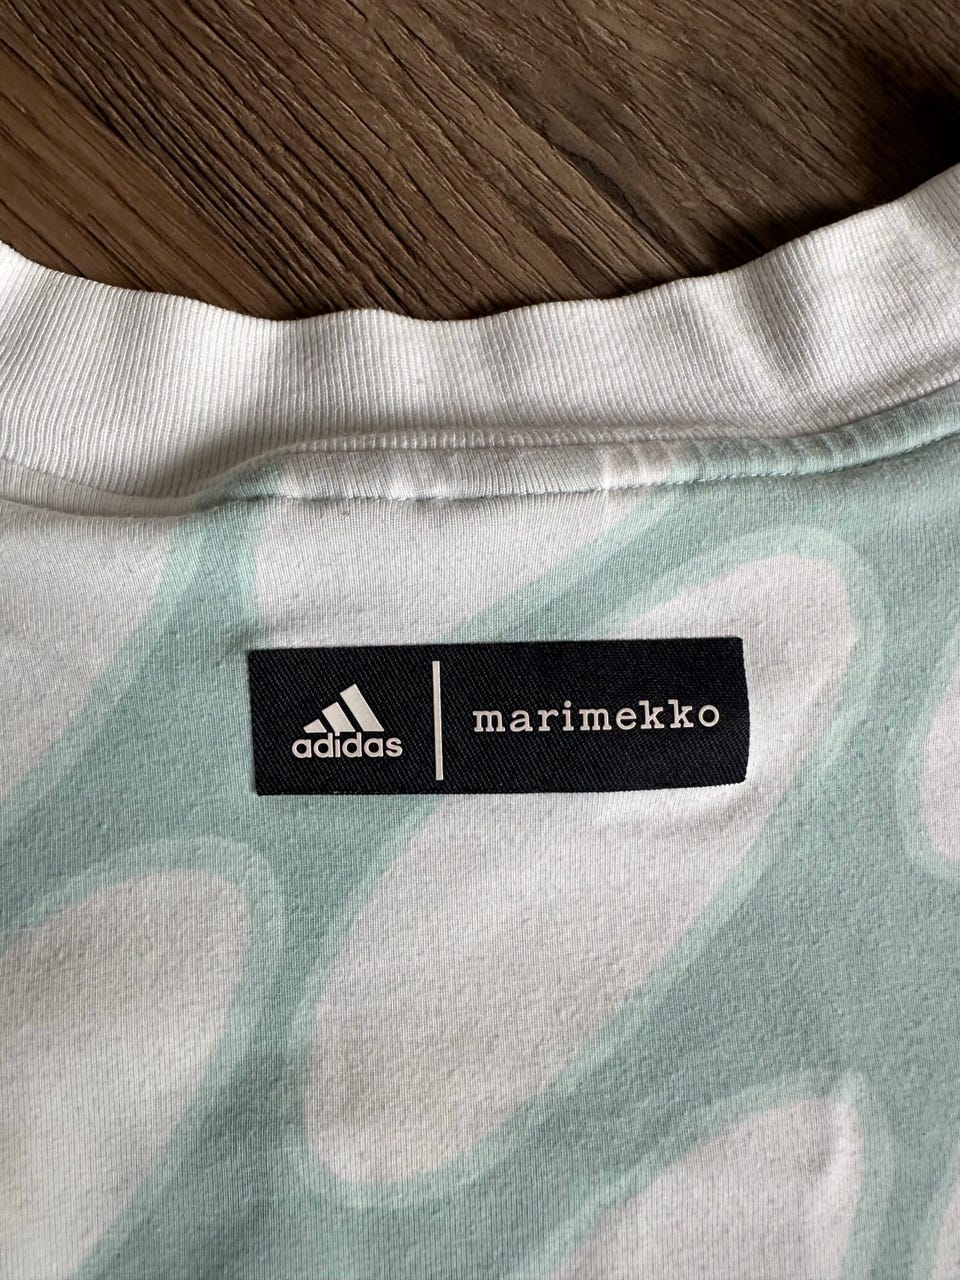 adidas | marimekko